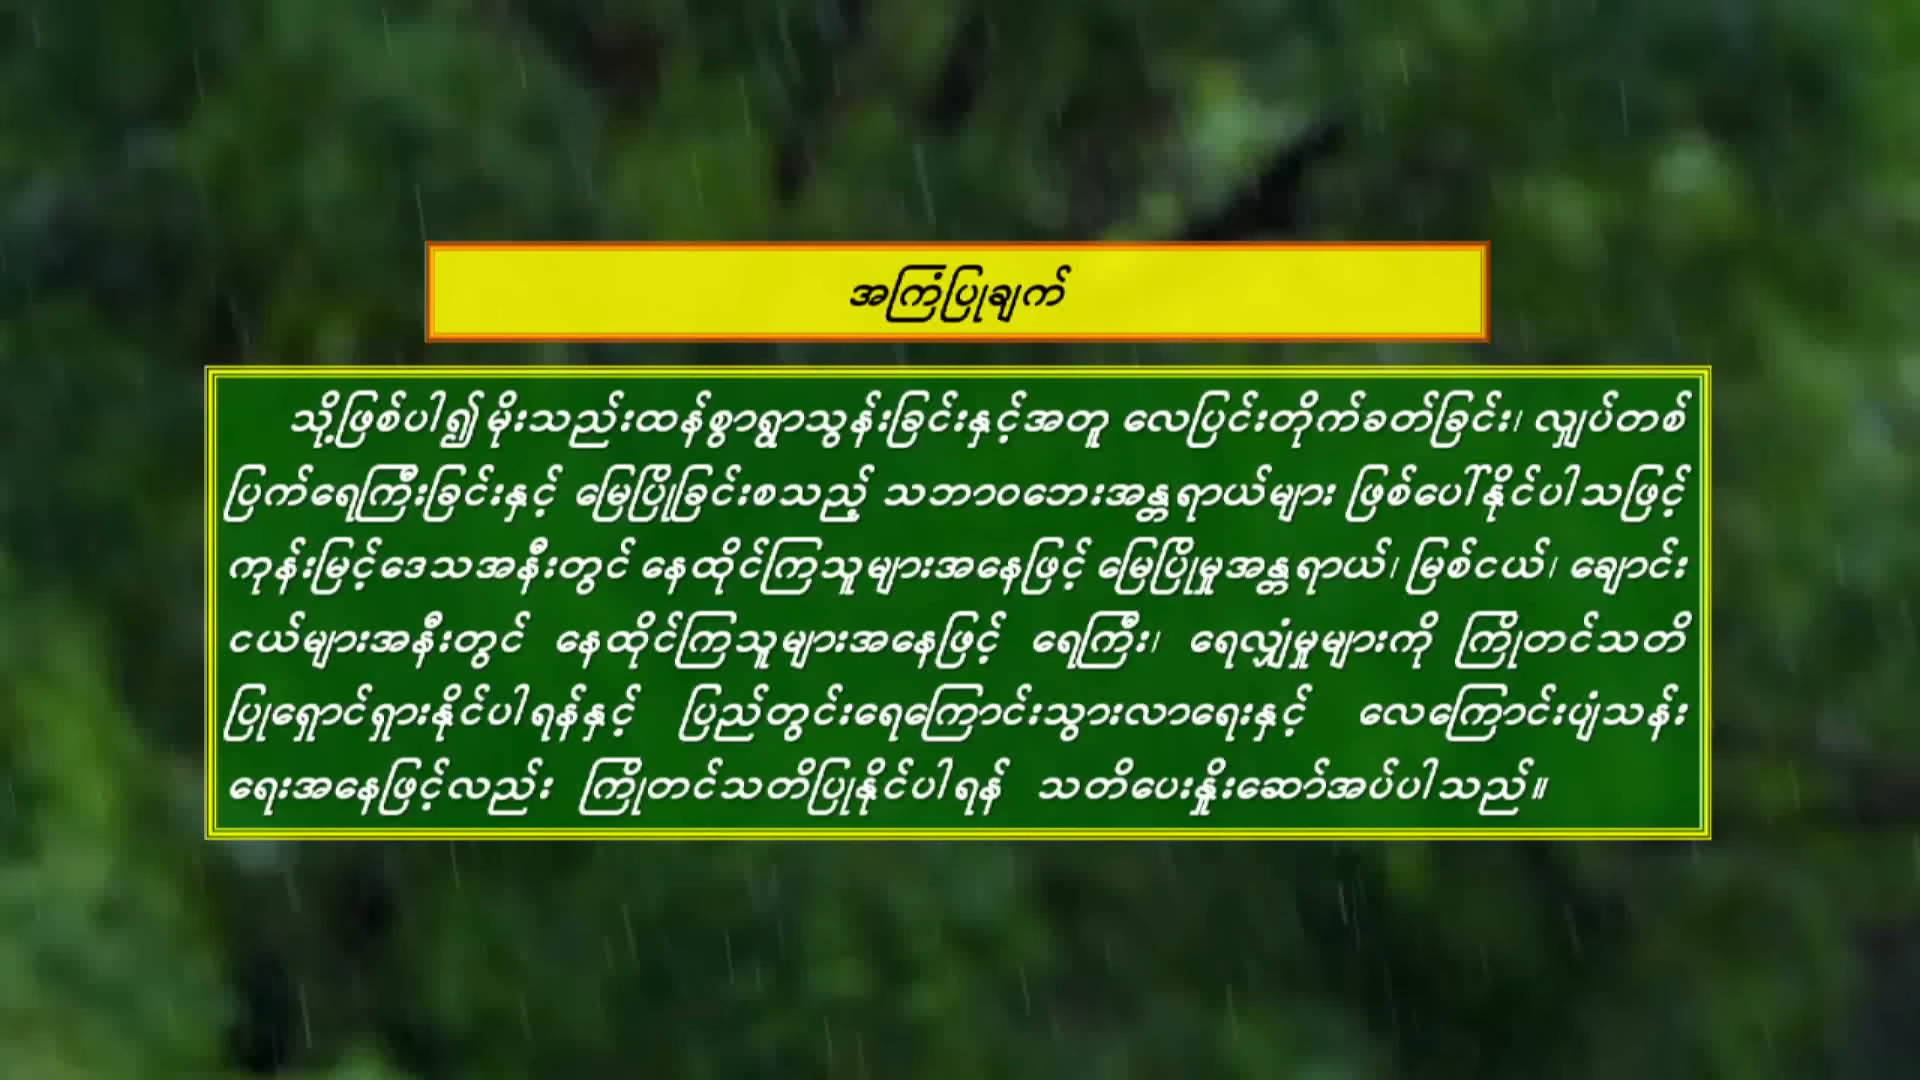 အကြံပြုချက်
သို့ဖြစ်ပါ၍ မိုးသည်းထန်စွာရွာသွန်းခြင်းနှင့်အတူ လေပြင်းတိုက်ခတ်ခြင်း၊ လျှပ်တစ်
ပြက်ရေကြီးခြင်းနှင့် မြေပြိုခြင်းစသည့် သဘာဝဘေးအန္တရာယ်များ ဖြစ်ပေါ်နိုင်ပါသဖြင့်
ကုန်းမြင့်ဒေသအနီးတွင် နေထိုင်ကြသူများအနေဖြင့် မြေပြိုမှုအန္တရာယ်၊ မြစ်ငယ်၊ ချောင်း
ငယ်များအနီးတွင် နေထိုင်ကြသူများအနေဖြင့် ရေကြီး၊ ရေလျှံမှုများကို ကြိုတင်သတိ
ပြုရှောင်ရှားနိုင်ပါရန်နှင့် ပြည်တွင်းရေကြောင်းသွားလာရေးနှင့် လေကြောင်းပျံသန်း
ရေးအနေဖြင့်လည်း ကြိုတင်သတိပြုနိုင်ပါရန် သတိပေးနှိုးဆော်အပ်ပါသည်။